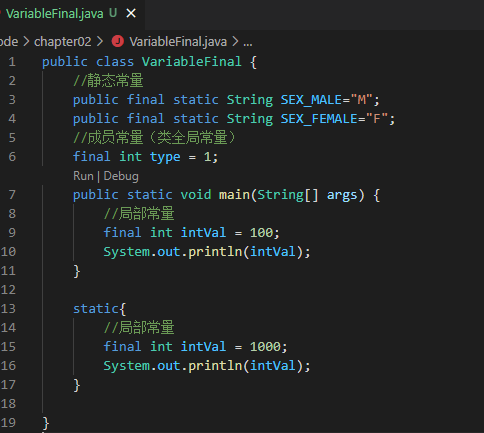 VariableFinal.java U ×
ode > chapter02 > J VariableFinal.java > ...
1 public class VariableFinal {
2 //静态常量
3 public final static String SEX_MALE="M";
4 public final static String SEX_FEMALE="F";
5 //成员常量（类全局常量）
6 final int type = 1;
Run | Debug
7 public static void main(String[] args) {
8 //局部常量
9 final int intVal = 100;
10 System.out.println(intVal);
11 }
12
13 static{
14 //局部常量
15 final int intVal = 1000;
16 System.out.println(intVal);
17 }
18
19 }